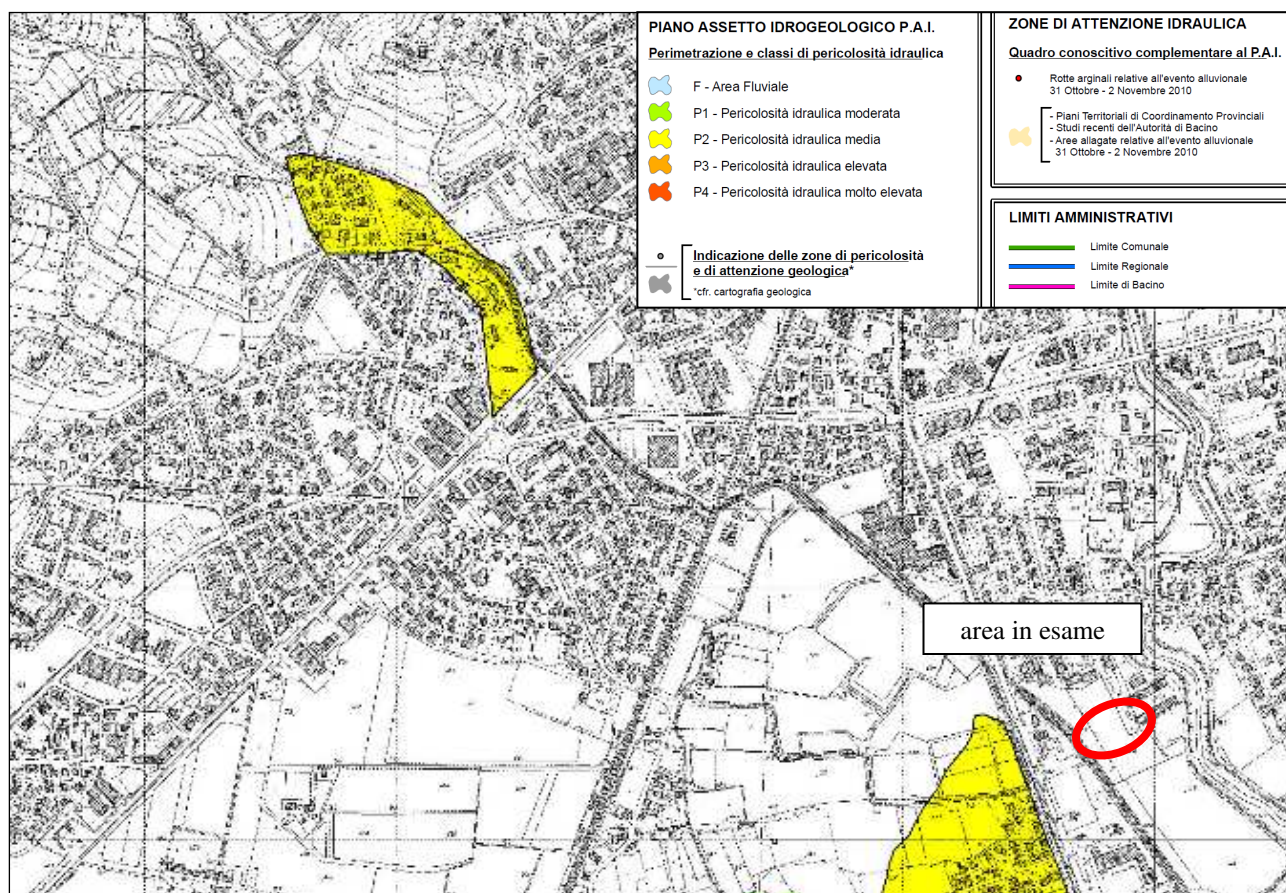 PIANO ASSETTO IDROGEOLOGICO P.A.I.
Perimetrazione e classi di pericolosità idraulica
F - Area Fluviale
P1 - Pericolosità idraulica moderata
P2 - Pericolosità idraulica media
P3 - Pericolosità idraulica elevata
P4 - Pericolosità idraulica molto elevata
Indicazione delle zone di pericolosità
e di attenzione geologica*
*cfr. cartografia geologica
ZONE DI ATTENZIONE IDRAULICA
Quadro conoscitivo complementare al P.A.I.
Rotte arginali relative all'evento alluvionale
31 Ottobre - 2 Novembre 2010
- Piani Territoriali di Coordinamento Provinciali
- Studi recenti dell'Autorità di Bacino
- Aree allagate relative all'evento alluvionale
31 Ottobre - 2 Novembre 2010
LIMITI AMMINISTRATIVI
Limite Comunale
Limite Regionale
Limite di Bacino
area in esame